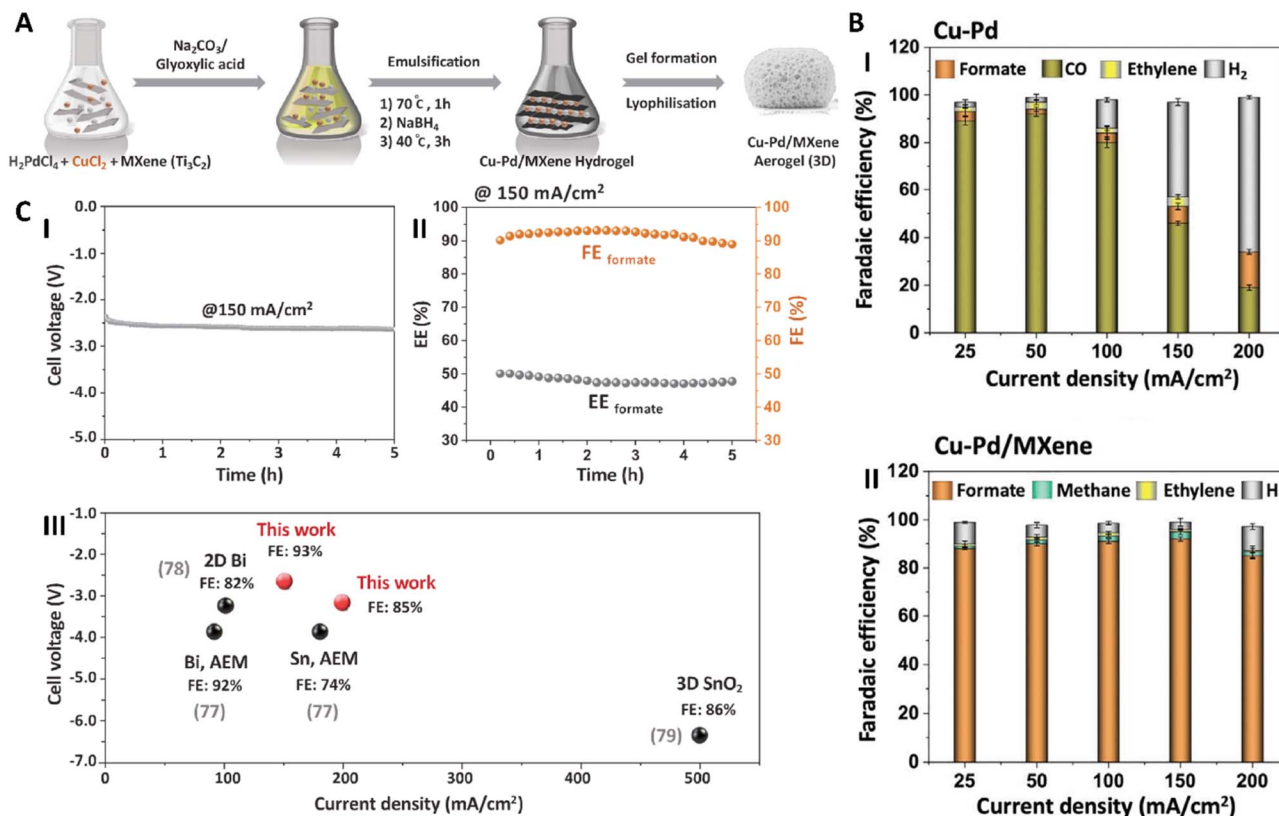 A
Na₂CO₃/
Glyoxylic acid
Emulsification
1) 70 °C, 1h
2) NaBH₄
3) 40 °C, 3h
Gel formation
Lyophilisation
H₂PdCl₄ + CuCl₂ + MXene (Ti₃C₂)
Cu-Pd/MXene Hydrogel
Cu-Pd/MXene
Aerogel (3D)
B
Cu-Pd
I
Formate CO Ethylene H₂
Faradaic efficiency (%)
120
100
80
60
40
20
0
25 50 100 150 200
Current density (mA/cm²)
Cu-Pd/MXene
II
Formate Methane Ethylene H
Faradaic efficiency (%)
120
100
80
60
40
20
0
25 50 100 150 200
Current density (mA/cm²)
C
I
Cell voltage (V)
0.0
-1.0
-2.0
-3.0
-4.0
-5.0
@150 mA/cm²
0 1 2 3 4 5
Time (h)
II
@ 150 mA/cm²
EE (%)
100
90
80
70
60
50
40
30
FE formate
EE formate
100
90
80
70
60
50
40
30
FE (%)
0 1 2 3 4 5
Time (h)
III
Cell voltage (V)
-1.0
-2.0
-3.0
-4.0
-5.0
-6.0
-7.0
This work
FE: 93%
(78)
2D Bi
FE: 82%
This work
FE: 85%
Bi, AEM
FE: 92%
(77)
Sn, AEM
FE: 74%
(77)
3D SnO₂
FE: 86%
(79)
0 100 200 300 400 500
Current density (mA/cm²)